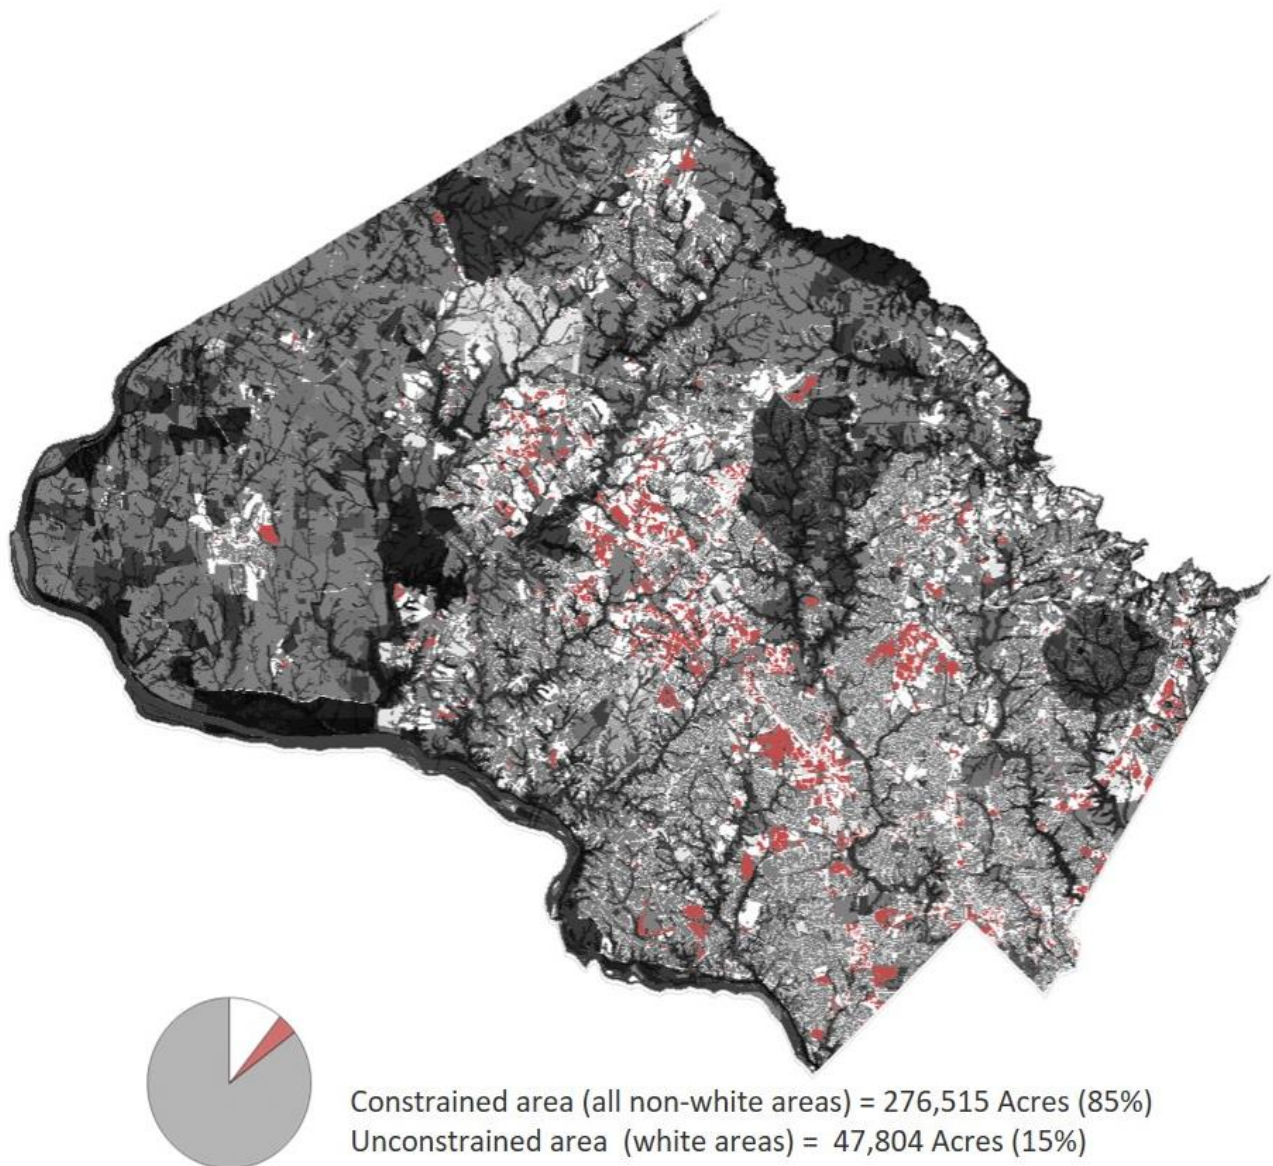 Constrained area (all non-white areas) = 276,515 Acres (85%)
Unconstrained area  (white areas) =  47,804 Acres (15%)